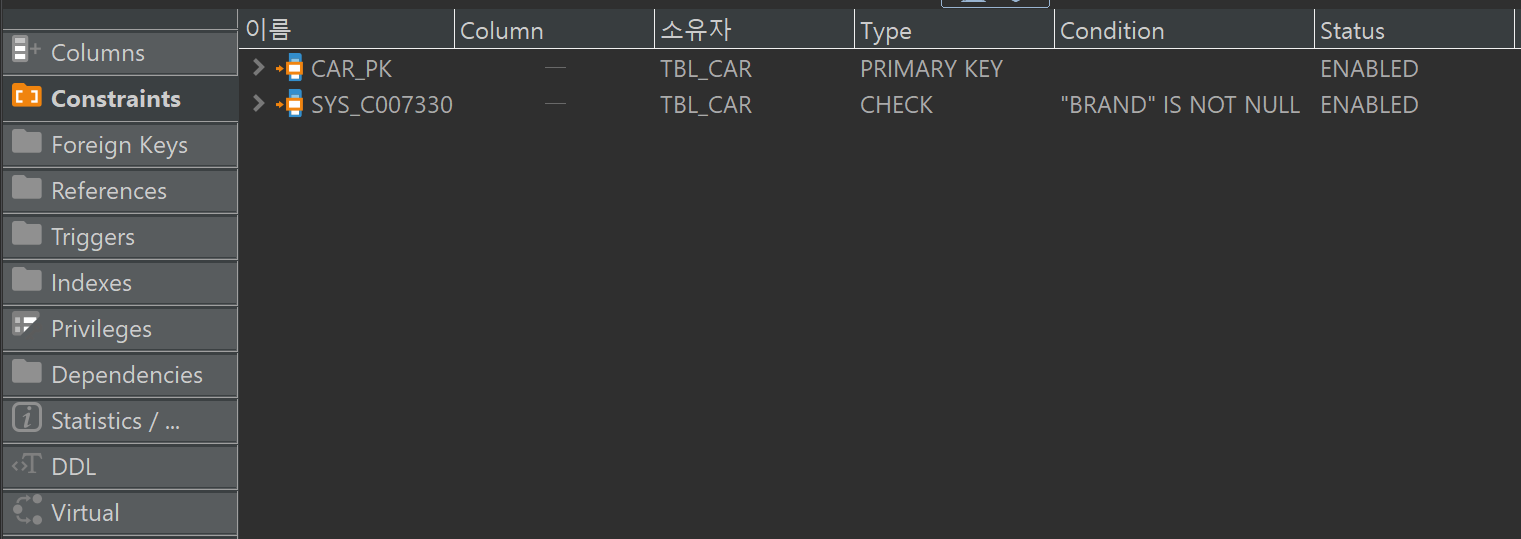 이름 Column 소유자 Type Condition Status
CAR_PK TBL_CAR PRIMARY KEY ENABLED
SYS_C007330 TBL_CAR CHECK "BRAND" IS NOT NULL ENABLED
Columns
Constraints
Foreign Keys
References
Triggers
Indexes
Privileges
Dependencies
Statistics / ...
DDL
Virtual